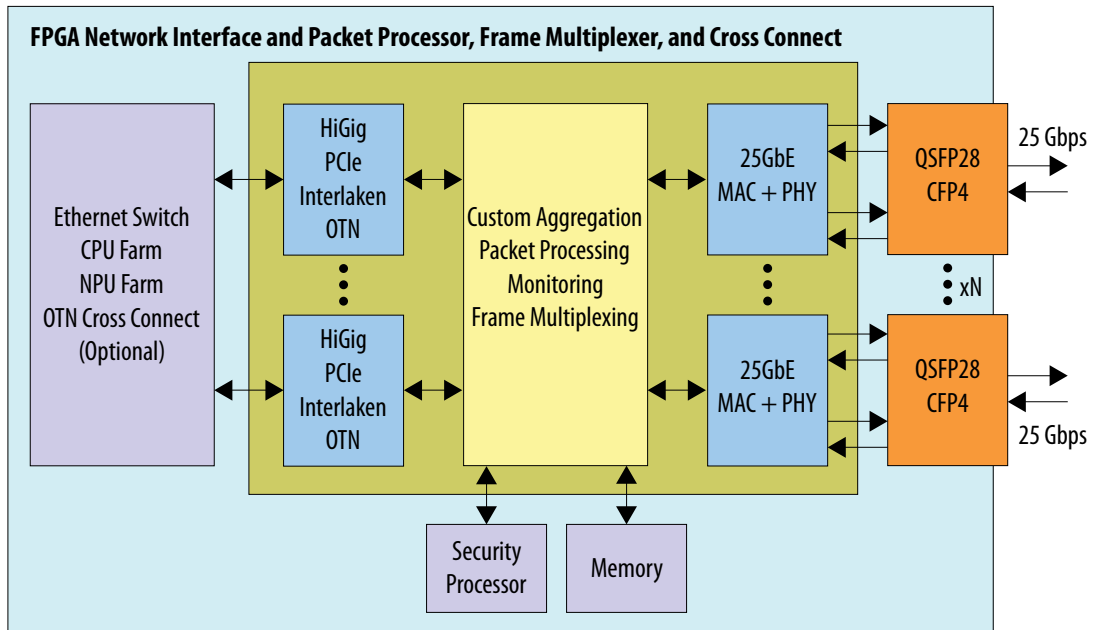 FPGA Network Interface and Packet Processor, Frame Multiplexer, and Cross Connect
Ethernet Switch
CPU Farm
NPU Farm
OTN Cross Connect
(Optional)
HiGig
PCIe
Interlaken
OTN
HiGig
PCIe
Interlaken
OTN
Custom Aggregation
Packet Processing
Monitoring
Frame Multiplexing
25GbE
MAC + PHY
25GbE
MAC + PHY
QSFP28
CFP4
xN
QSFP28
CFP4
25 Gbps
25 Gbps
Security
Processor
Memory